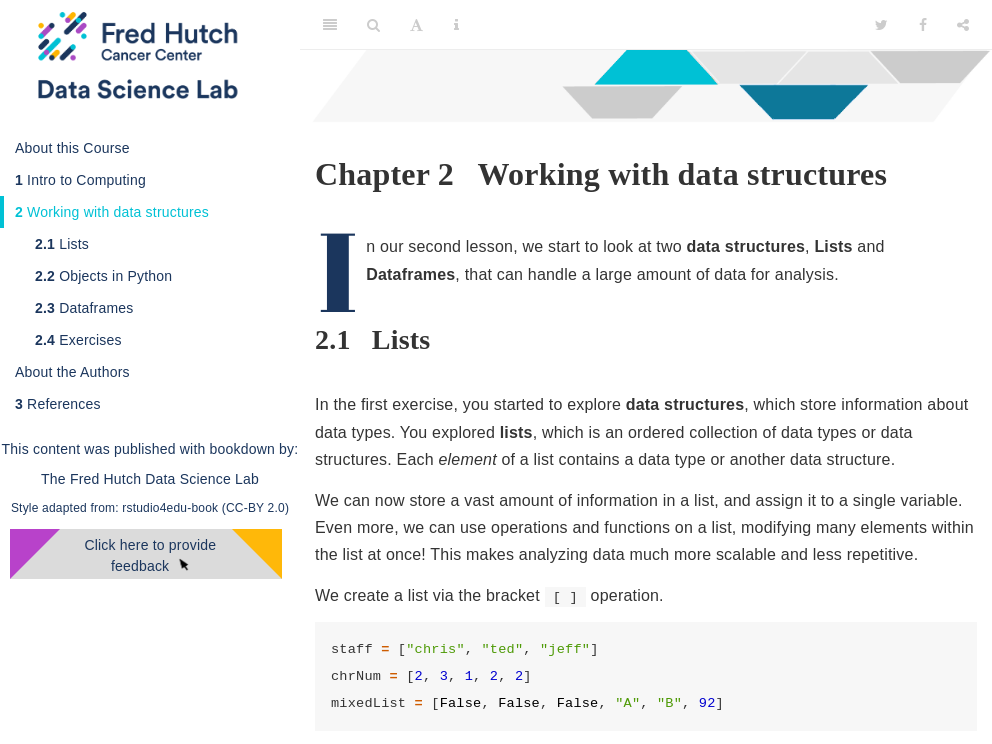 Fred Hutch
Cancer Center
Data Science Lab
About this Course
1 Intro to Computing
2 Working with data structures
2.1 Lists
2.2 Objects in Python
2.3 Dataframes
2.4 Exercises
About the Authors
3 References
This content was published with bookdown by:
The Fred Hutch Data Science Lab
Style adapted from: rstudio4edu-book (CC-BY 2.0)
Click here to provide
feedback
A
i
Chapter 2 Working with data structures
In our second lesson, we start to look at two data structures, Lists and
Dataframes, that can handle a large amount of data for analysis.
2.1 Lists
In the first exercise, you started to explore data structures, which store information about
data types. You explored lists, which is an ordered collection of data types or data
structures. Each element of a list contains a data type or another data structure.
We can now store a vast amount of information in a list, and assign it to a single variable.
Even more, we can use operations and functions on a list, modifying many elements within
the list at once! This makes analyzing data much more scalable and less repetitive.
We create a list via the bracket [ ] operation.
staff = ["chris", "ted", "jeff"]
chrNum = [2, 3, 1, 2, 2]
mixedList = [False, False, False, "A", "B", 92]